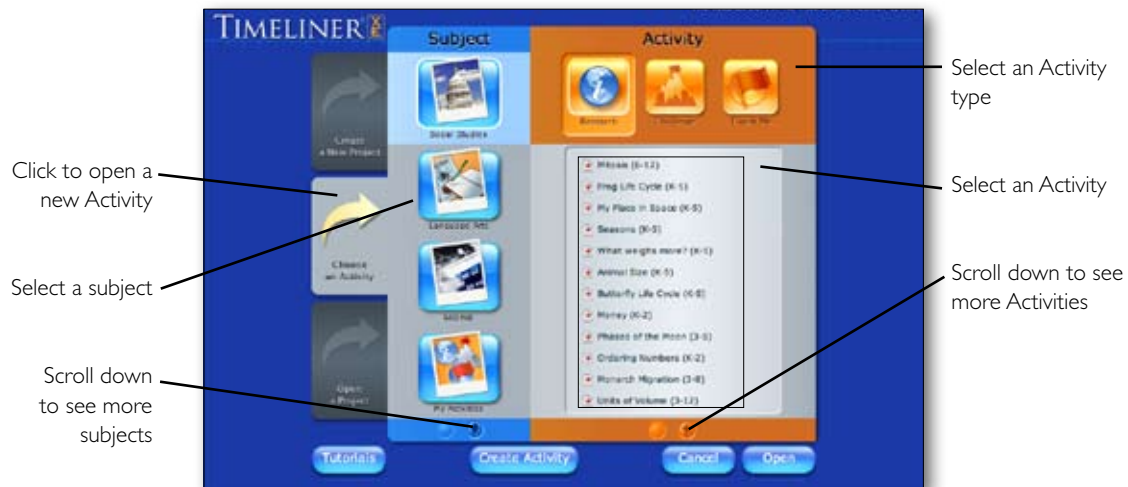 TIMELINER XE
Subject
Activity
Select an Activity
type
Research
Challenge
Social Studies
Create
a New Project
Click to open a
new Activity
Select an Activity
Mitosis (6-12)
Frog Life Cycle (K-1)
My Place in Space (K-5)
Seasons (K-5)
What weighs more? (K-1)
Animal Size (K-5)
Butterfly Life Cycle (K-5)
Money (K-2)
Phases of the Moon (3-5)
Ordering Numbers (K-2)
Monarch Migration (3-8)
Units of Volume (3-12)
Language Arts
Choose
an Activity
Select a subject
Scroll down to see
more Activities
Science
Open
a Project
My Activities
Scroll down
to see more
subjects
Tutorials
Create Activity
Cancel
Open